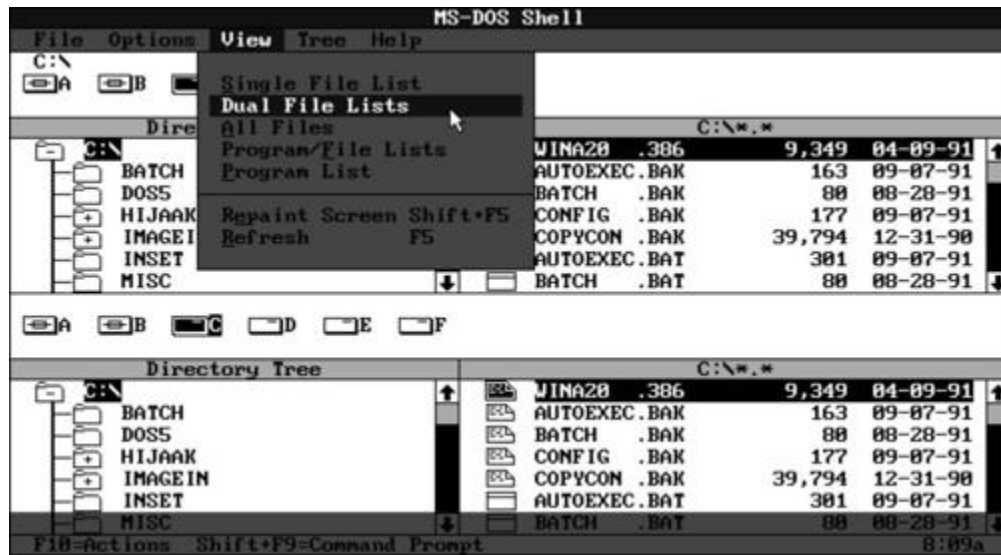 MS-DOS Shell
File Options View Tree Help
C:\
A B
Single File List
Dual File Lists
All Files
Program/File Lists
Program List
Repaint Screen Shift+F5
Refresh F5
Dire C:\*.*
C:\ WINA20 .386 9,349 04-09-91
BATCH AUTOEXEC.BAK 163 09-07-91
DOS5 BATCH .BAK 80 08-28-91
HIJAAK CONFIG .BAK 177 09-07-91
IMAGEI COPYCON .BAK 39,794 12-31-90
INSET AUTOEXEC.BAT 301 09-07-91
MISC BATCH .BAT 80 08-28-91
A B C D E F
Directory Tree C:\*.*
C:\ WINA20 .386 9,349 04-09-91
BATCH AUTOEXEC.BAK 163 09-07-91
DOS5 BATCH .BAK 80 08-28-91
HIJAAK CONFIG .BAK 177 09-07-91
IMAGEIN COPYCON .BAK 39,794 12-31-90
INSET AUTOEXEC.BAT 301 09-07-91
MISC BATCH .BAT 80 08-28-91
F10=Actions Shift+F9=Command Prompt 8:09a